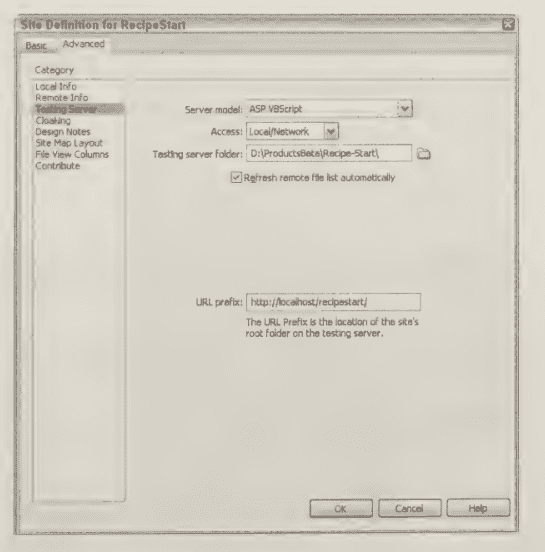 Site Definition for RecipeStart
Basic Advanced
Category
Local Info
Remote Info
Testing Server
Cloaking
Design Notes
Site Map Layout
File View Columns
Contribute
Server model: ASP VBScript
Access: Local/Network
Testing server folder: D:\ProductsBeta\Recipe-Start\
Refresh remote file list automatically
URL prefix: http://localhost/recipestart/
The URL Prefix is the location of the site's
root folder on the testing server.
OK Cancel Help